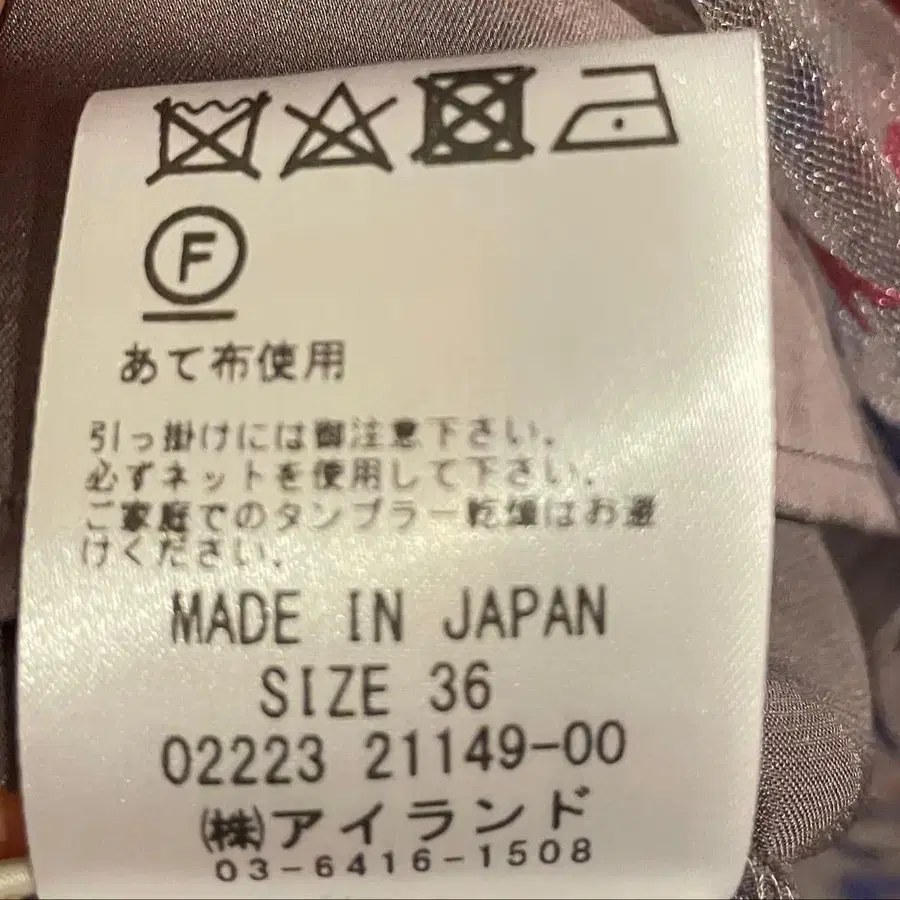 F
あて布使用
引っ掛けには御注意下さい.
必ずネットを使用して下さい.
ご家庭でのタンブラー乾燥はお避
けください.
MADE IN JAPAN
SIZE 36
02223 21149-00
㈱アイランド
03-6416-1508